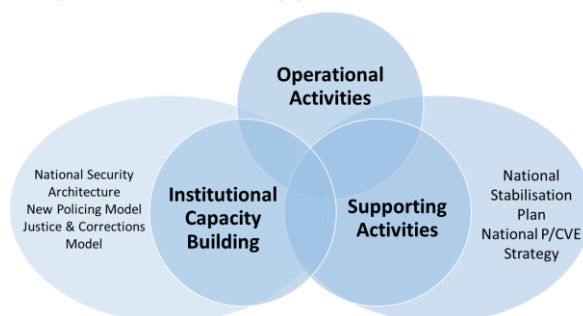 Operational
Activities
National Security
Architecture
New Policing Model
Justice & Corrections
Model
Institutional
Capacity
Building
Supporting
Activities
National
Stabilisation
Plan
National P/CVE
Strategy